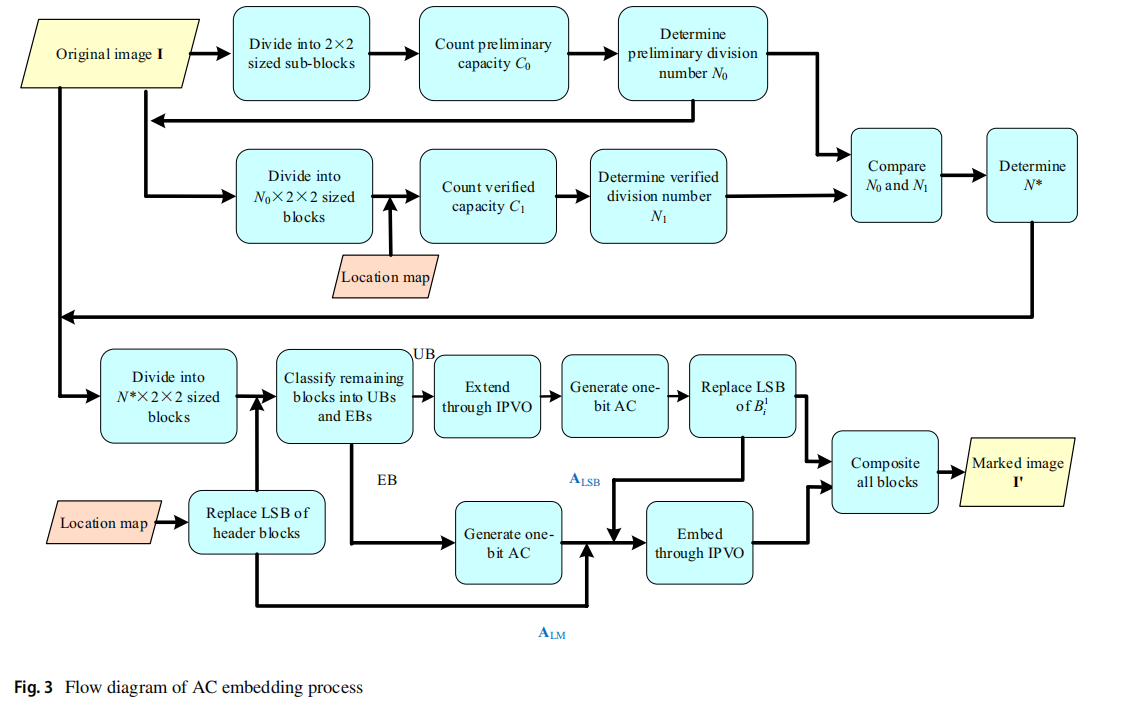 Original image I
Divide into 2×2
sized sub-blocks
Count preliminary
capacity C0
Determine
preliminary division
number N0
Divide into
N0×2×2 sized
blocks
Count verified
capacity C1
Determine verified
division number
N1
Compare
N0 and N1
Determine
N*
Location map
Divide into
N*×2×2 sized
blocks
Classify remaining
blocks into UBs
and EBs
UB
Extend
through IPVO
Generate one-
bit AC
Replace LSB
of B_i^1
Composite
all blocks
Marked image
I'
EB
ALSB
Location map
Replace LSB of
header blocks
Generate one-
bit AC
Embed
through IPVO
ALM
Fig. 3 Flow diagram of AC embedding process